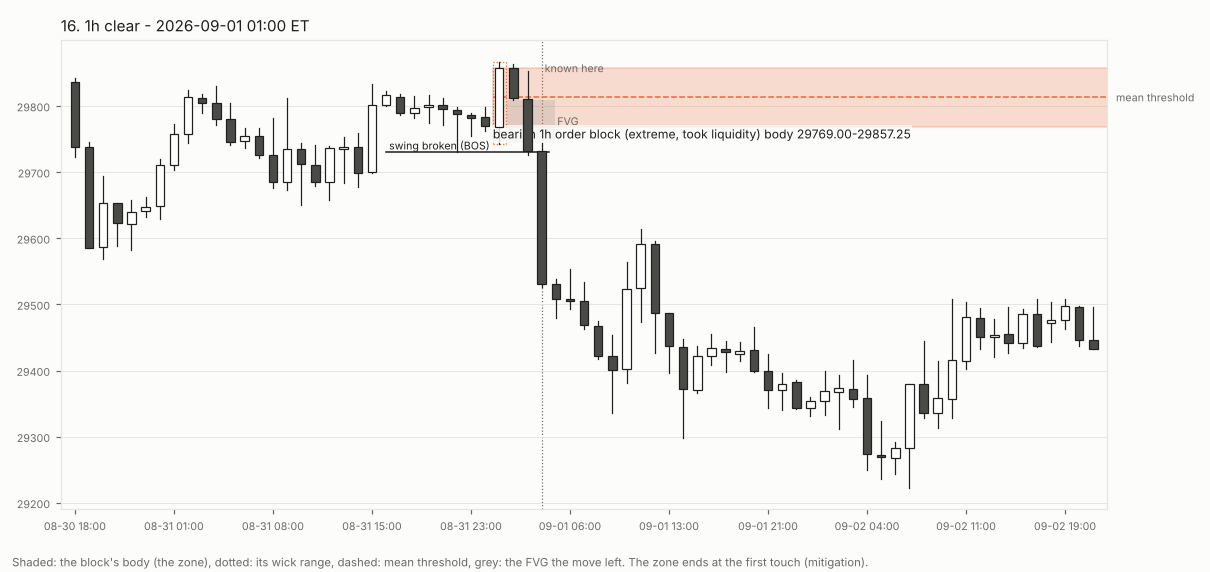 16. 1h clear - 2026-09-01 01:00 ET
known here
mean threshold
FVG
bearish 1h order block (extreme, took liquidity) body 29769.00-29857.25
swing broken (BOS)
29800
29700
29600
29500
29400
29300
29200
08-30 18:00
08-31 01:00
08-31 08:00
08-31 15:00
08-31 23:00
09-01 06:00
09-01 13:00
09-01 21:00
09-02 04:00
09-02 11:00
09-02 19:00
Shaded: the block's body (the zone), dotted: its wick range, dashed: mean threshold, grey: the FVG the move left. The zone ends at the first touch (mitigation).